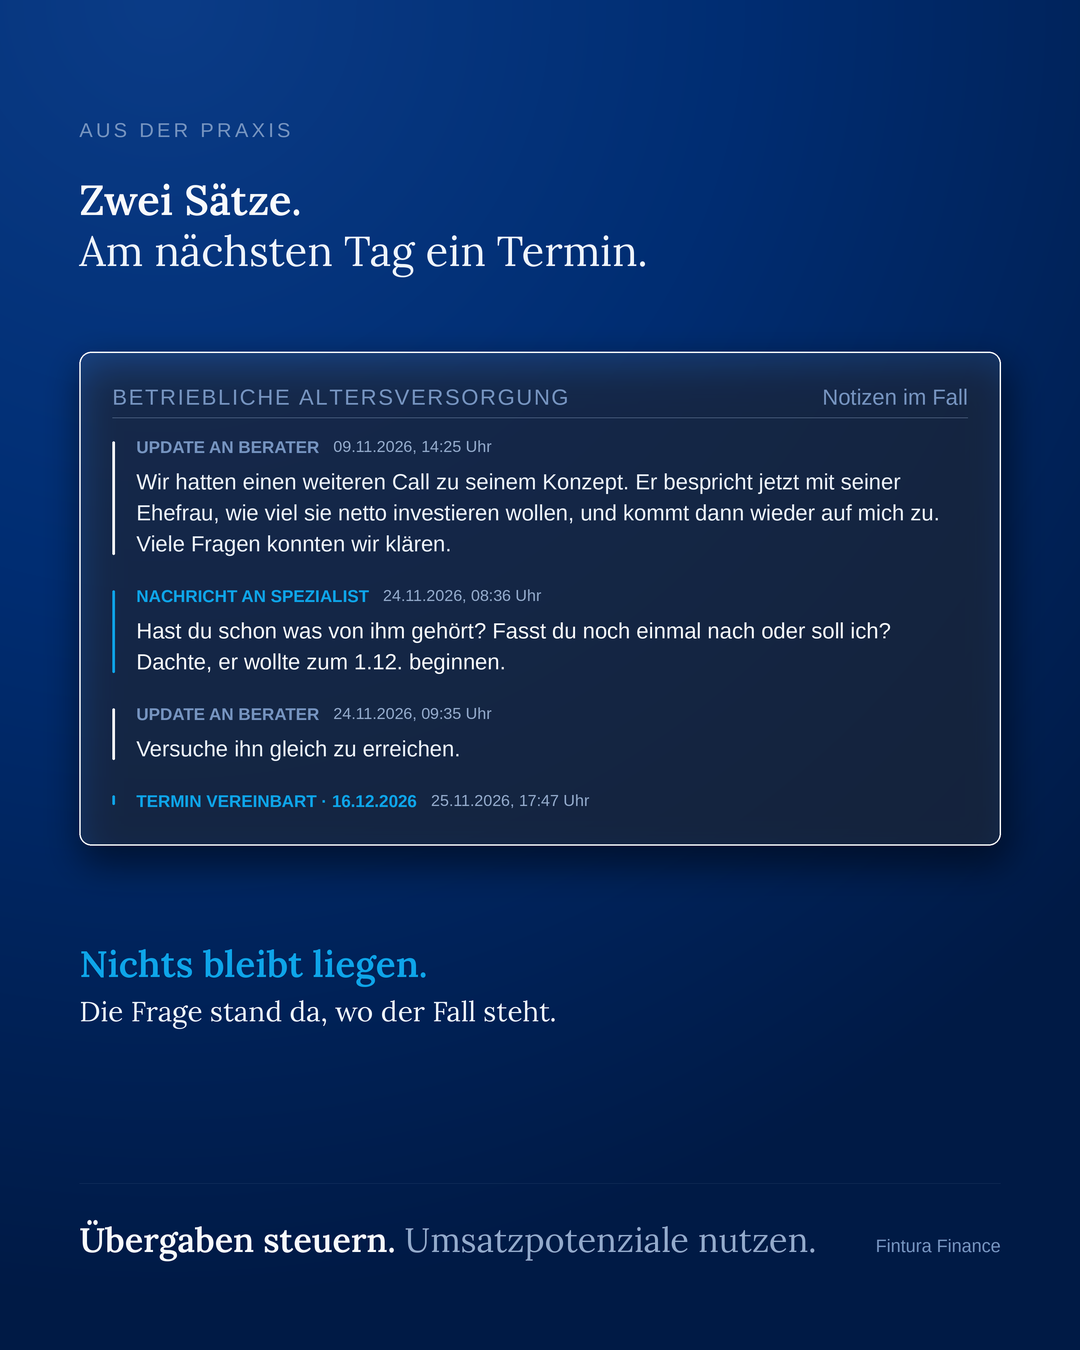 AUS DER PRAXIS
Zwei Sätze.
Am nächsten Tag ein Termin.
BETRIEBLICHE ALTERSVERSORGUNG Notizen im Fall
UPDATE AN BERATER 09.11.2026, 14:25 Uhr
Wir hatten einen weiteren Call zu seinem Konzept. Er bespricht jetzt mit seiner
Ehefrau, wie viel sie netto investieren wollen, und kommt dann wieder auf mich zu.
Viele Fragen konnten wir klären.
NACHRICHT AN SPEZIALIST 24.11.2026, 08:36 Uhr
Hast du schon was von ihm gehört? Fasst du noch einmal nach oder soll ich?
Dachte, er wollte zum 1.12. beginnen.
UPDATE AN BERATER 24.11.2026, 09:35 Uhr
Versuche ihn gleich zu erreichen.
TERMIN VEREINBART · 16.12.2026 25.11.2026, 17:47 Uhr
Nichts bleibt liegen.
Die Frage stand da, wo der Fall steht.
Übergaben steuern. Umsatzpotenziale nutzen. Fintura Finance